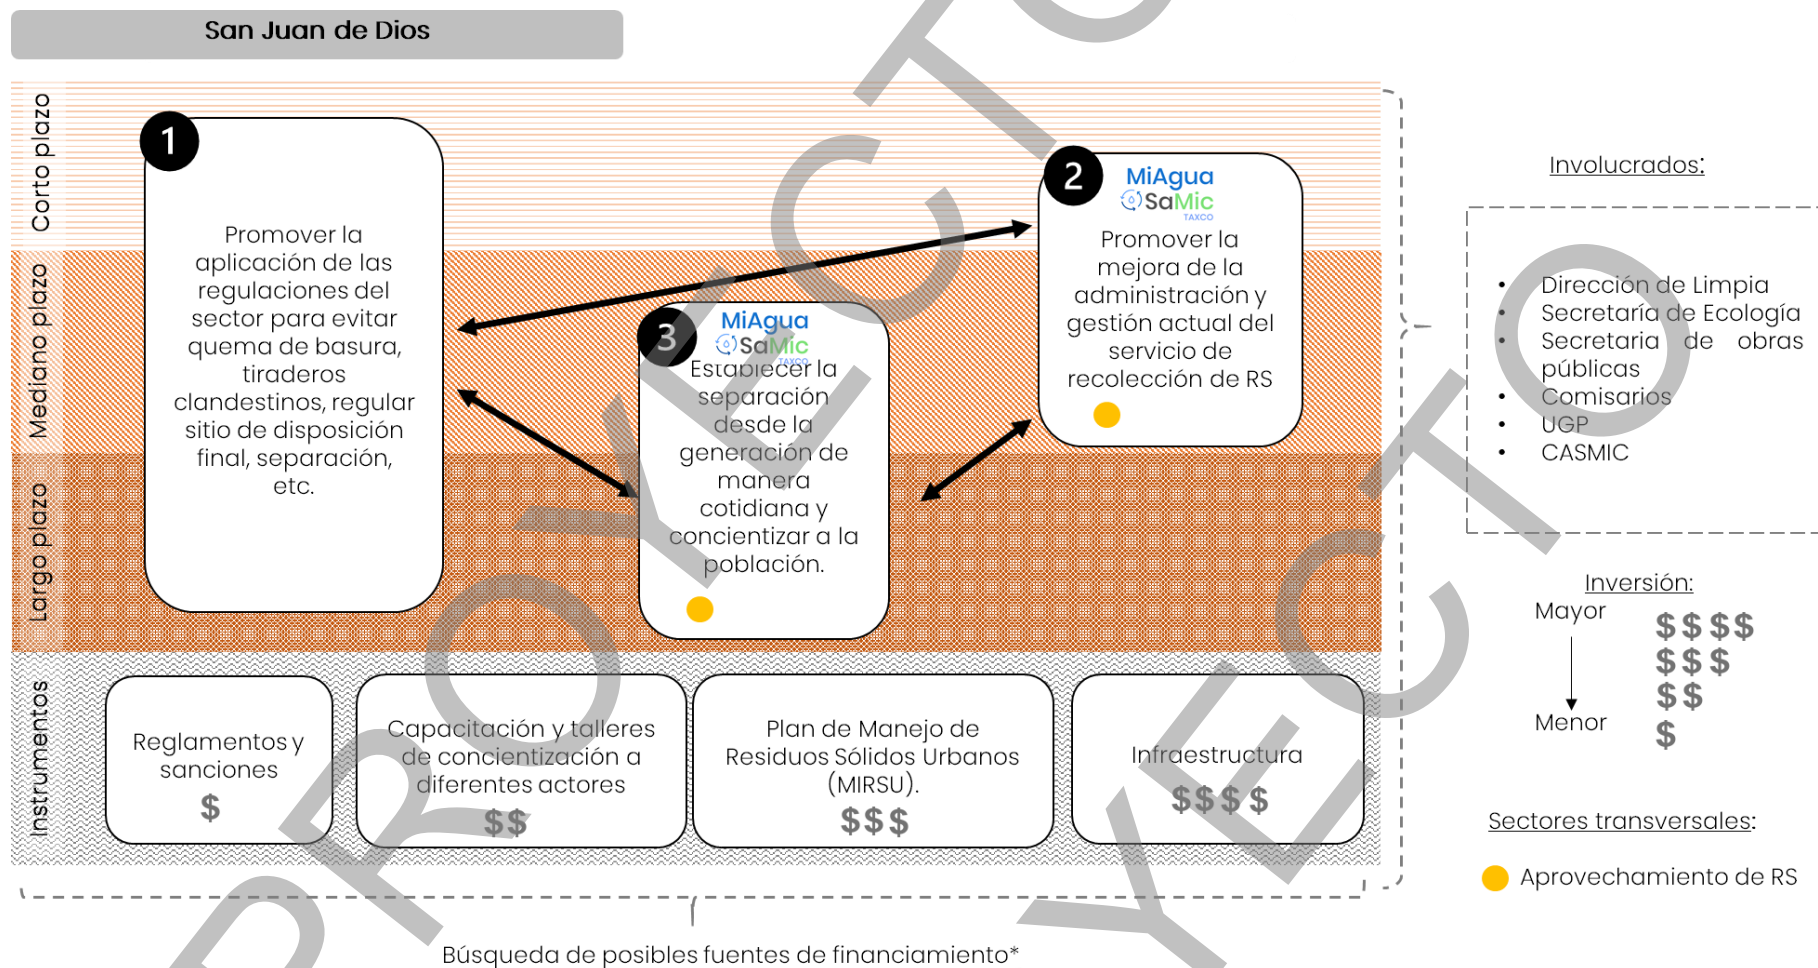 San Juan de Dios
Corto plazo
Mediano plazo
Largo plazo
Instrumentos
1
Promover la
aplicación de las
regulaciones del
sector para evitar
quema de basura,
tiraderos
clandestinos, regular
sitio de disposición
final, separación,
etc.
2
MiAgua
SaMic
TAXCO
Promover la
mejora de la
administración y
gestión actual del
servicio de
recolección de RS
3
MiAgua
SaMic
TAXCO
Establecer la
separación
desde la
generación de
manera
cotidiana y
concientizar a la
población.
Reglamentos y
sanciones
$
Capacitación y talleres
de concientización a
diferentes actores
$$
Plan de Manejo de
Residuos Sólidos Urbanos
(MIRSU).
$$$
Infraestructura
$$$$
Búsqueda de posibles fuentes de financiamiento*
Involucrados:
• Dirección de Limpia
• Secretaría de Ecología
• Secretaria de obras
públicas
• Comisarios
• UGP
• CASMIC
Inversión:
Mayor
Menor
$$$$
$$$
$$
$
Sectores transversales:
Aprovechamiento de RS
PROYECTO
YECTO